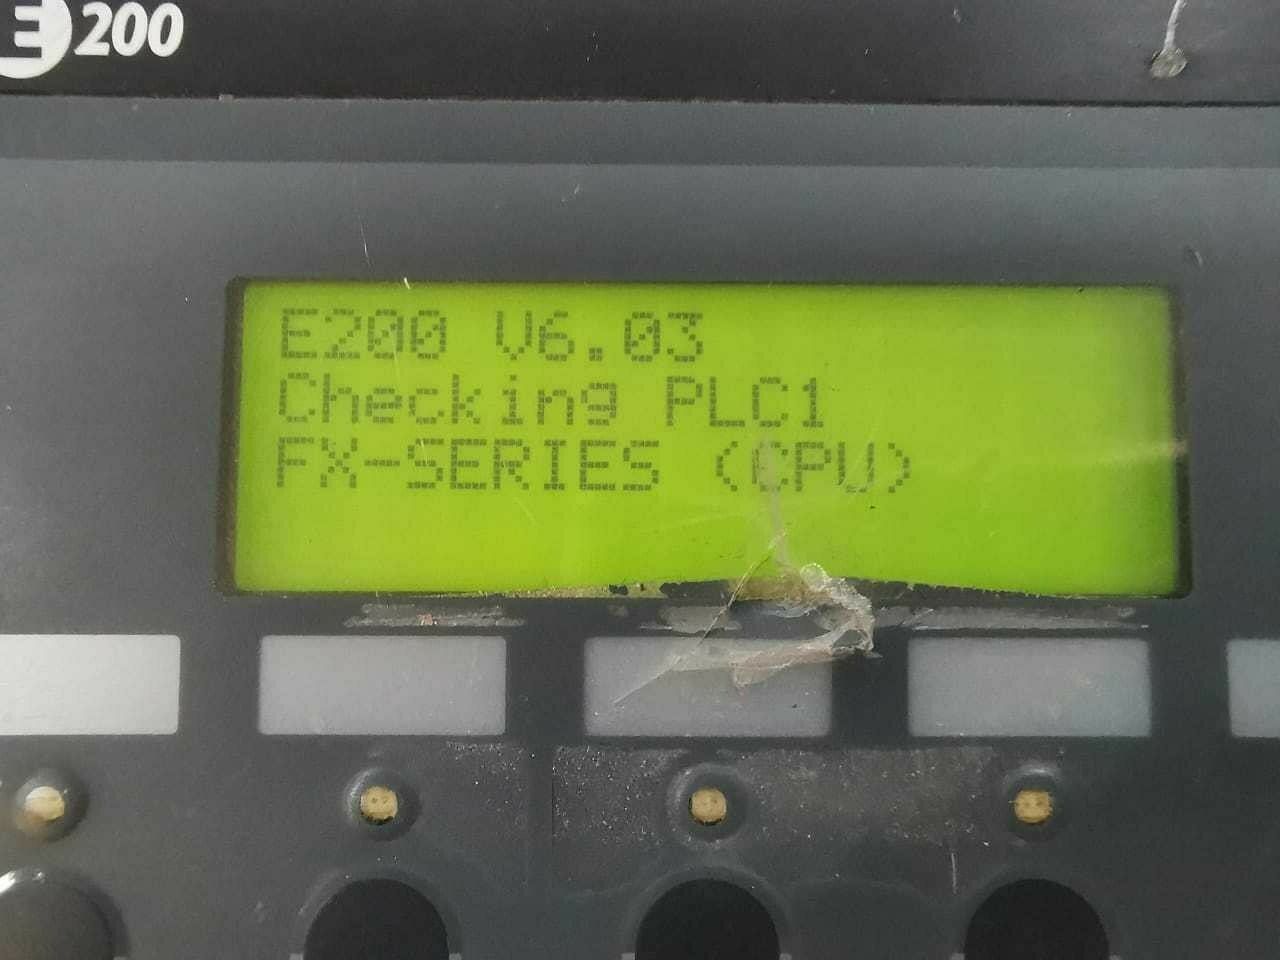 E200
E200 V6.03
Checking PLC1
FX-SERIES (CPU)